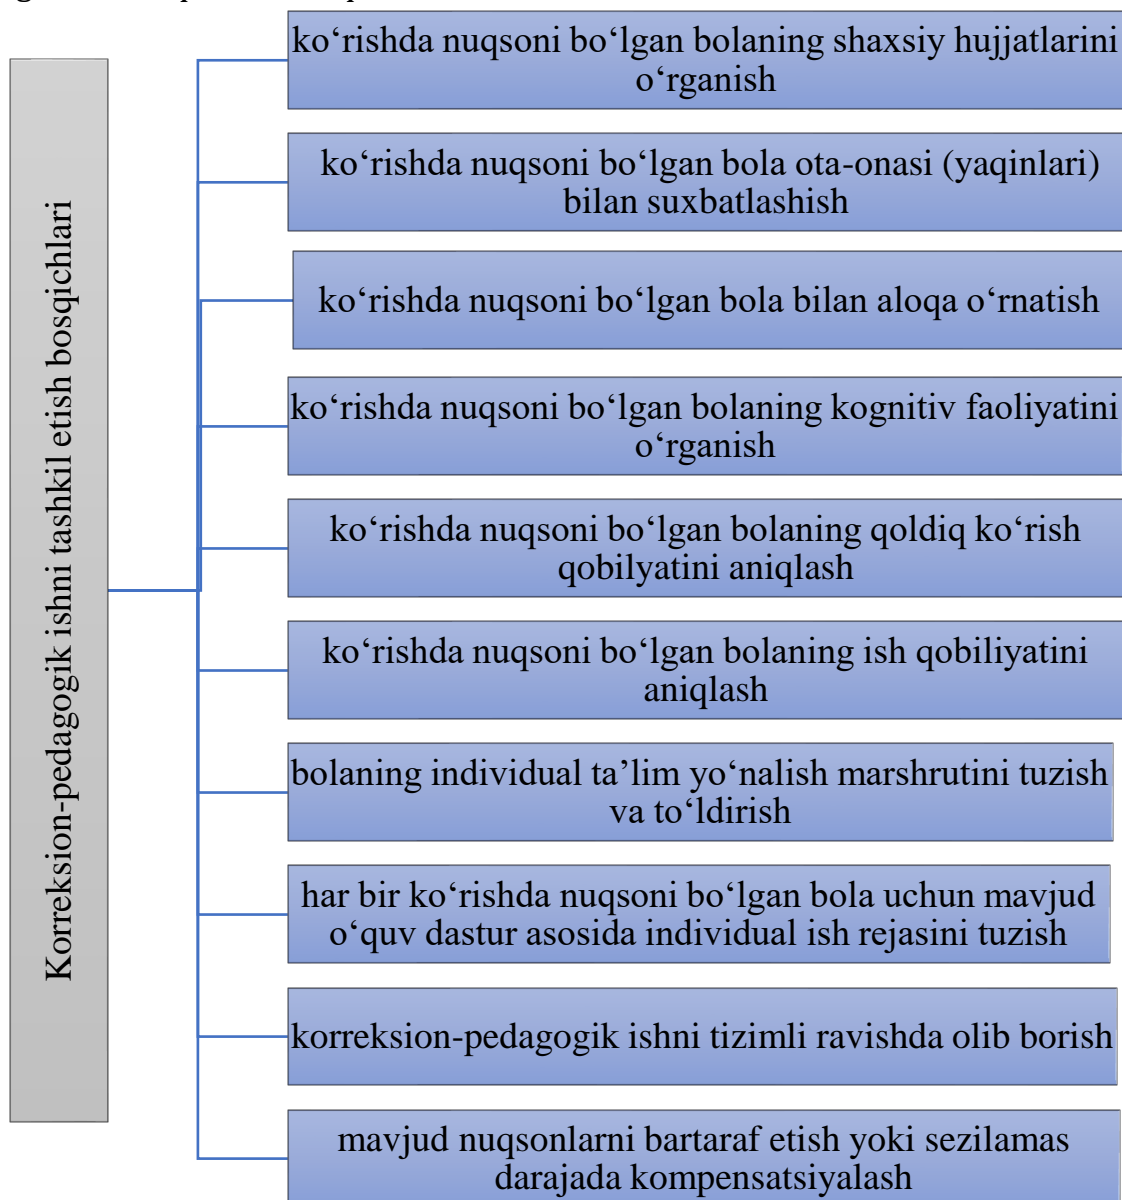 Korreksion-pedagogik ishni tashkil etish bosqichlari
ko‘rishda nuqsoni bo‘lgan bolaning shaxsiy hujjatlarini
o‘rganish
ko‘rishda nuqsoni bo‘lgan bola ota-onasi (yaqinlari)
bilan suxbatlashish
ko‘rishda nuqsoni bo‘lgan bola bilan aloqa o‘rnatish
ko‘rishda nuqsoni bo‘lgan bolaning kognitiv faoliyatini
o‘rganish
ko‘rishda nuqsoni bo‘lgan bolaning qoldiq ko‘rish
qobilyatini aniqlash
ko‘rishda nuqsoni bo‘lgan bolaning ish qobiliyatini
aniqlash
bolaning individual ta’lim yo‘nalish marshrutini tuzish
va to‘ldirish
har bir ko‘rishda nuqsoni bo‘lgan bola uchun mavjud
o‘quv dastur asosida individual ish rejasini tuzish
korreksion-pedagogik ishni tizimli ravishda olib borish
mavjud nuqsonlarni bartaraf etish yoki sezilamas
darajada kompensatsiyalash